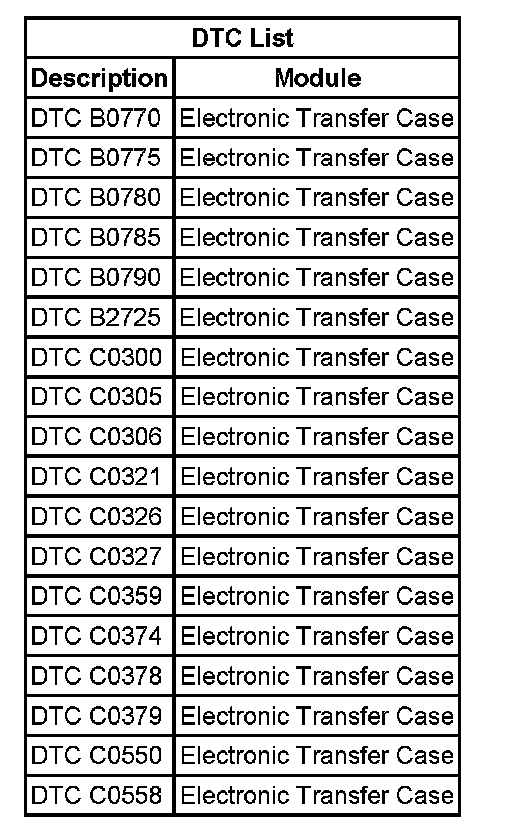 DTC List
Description Module
DTC B0770 Electronic Transfer Case
DTC B0775 Electronic Transfer Case
DTC B0780 Electronic Transfer Case
DTC B0785 Electronic Transfer Case
DTC B0790 Electronic Transfer Case
DTC B2725 Electronic Transfer Case
DTC C0300 Electronic Transfer Case
DTC C0305 Electronic Transfer Case
DTC C0306 Electronic Transfer Case
DTC C0321 Electronic Transfer Case
DTC C0326 Electronic Transfer Case
DTC C0327 Electronic Transfer Case
DTC C0359 Electronic Transfer Case
DTC C0374 Electronic Transfer Case
DTC C0378 Electronic Transfer Case
DTC C0379 Electronic Transfer Case
DTC C0550 Electronic Transfer Case
DTC C0558 Electronic Transfer Case